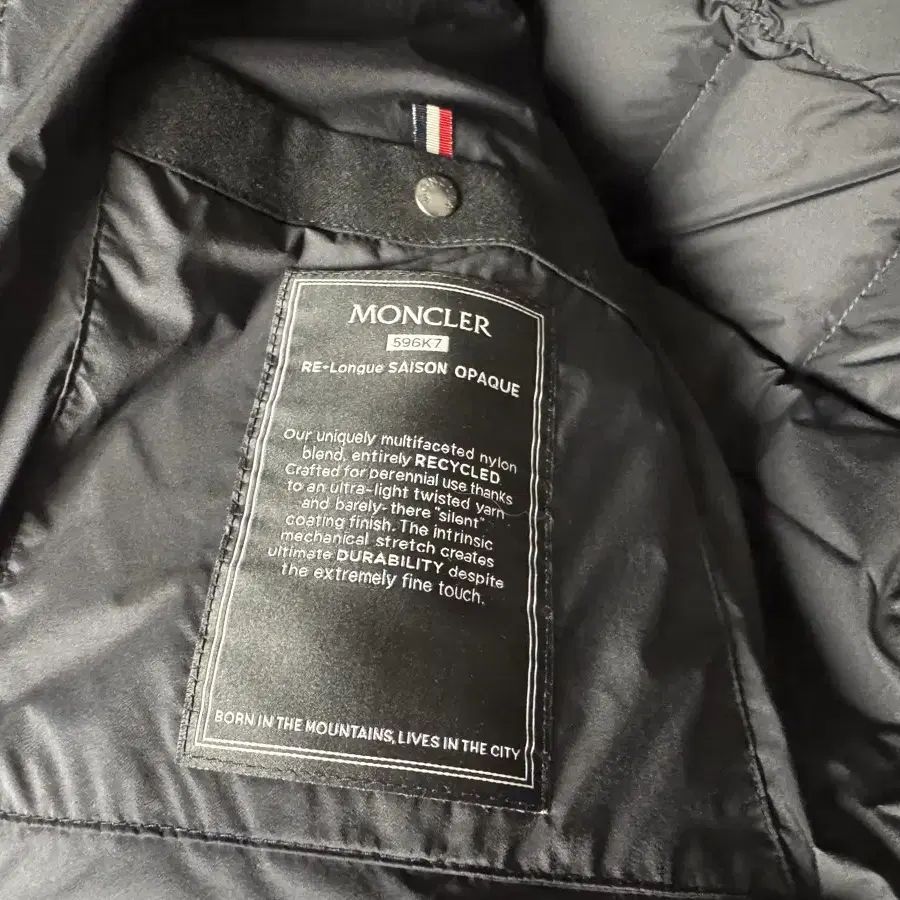 MONCLER
596K7
RE-Longue SAISON OPAQUE
Our uniquely multifaceted nylon
blend, entirely RECYCLED
Crafted for perennial use thanks
to an ultra-light twisted yarn
and barely-there "silent"
coating finish. The intrinsic
mechanical stretch creates
ultimate DURABILITY despite
the extremely fine touch.
BORN IN THE MOUNTAINS, LIVES IN THE CITY